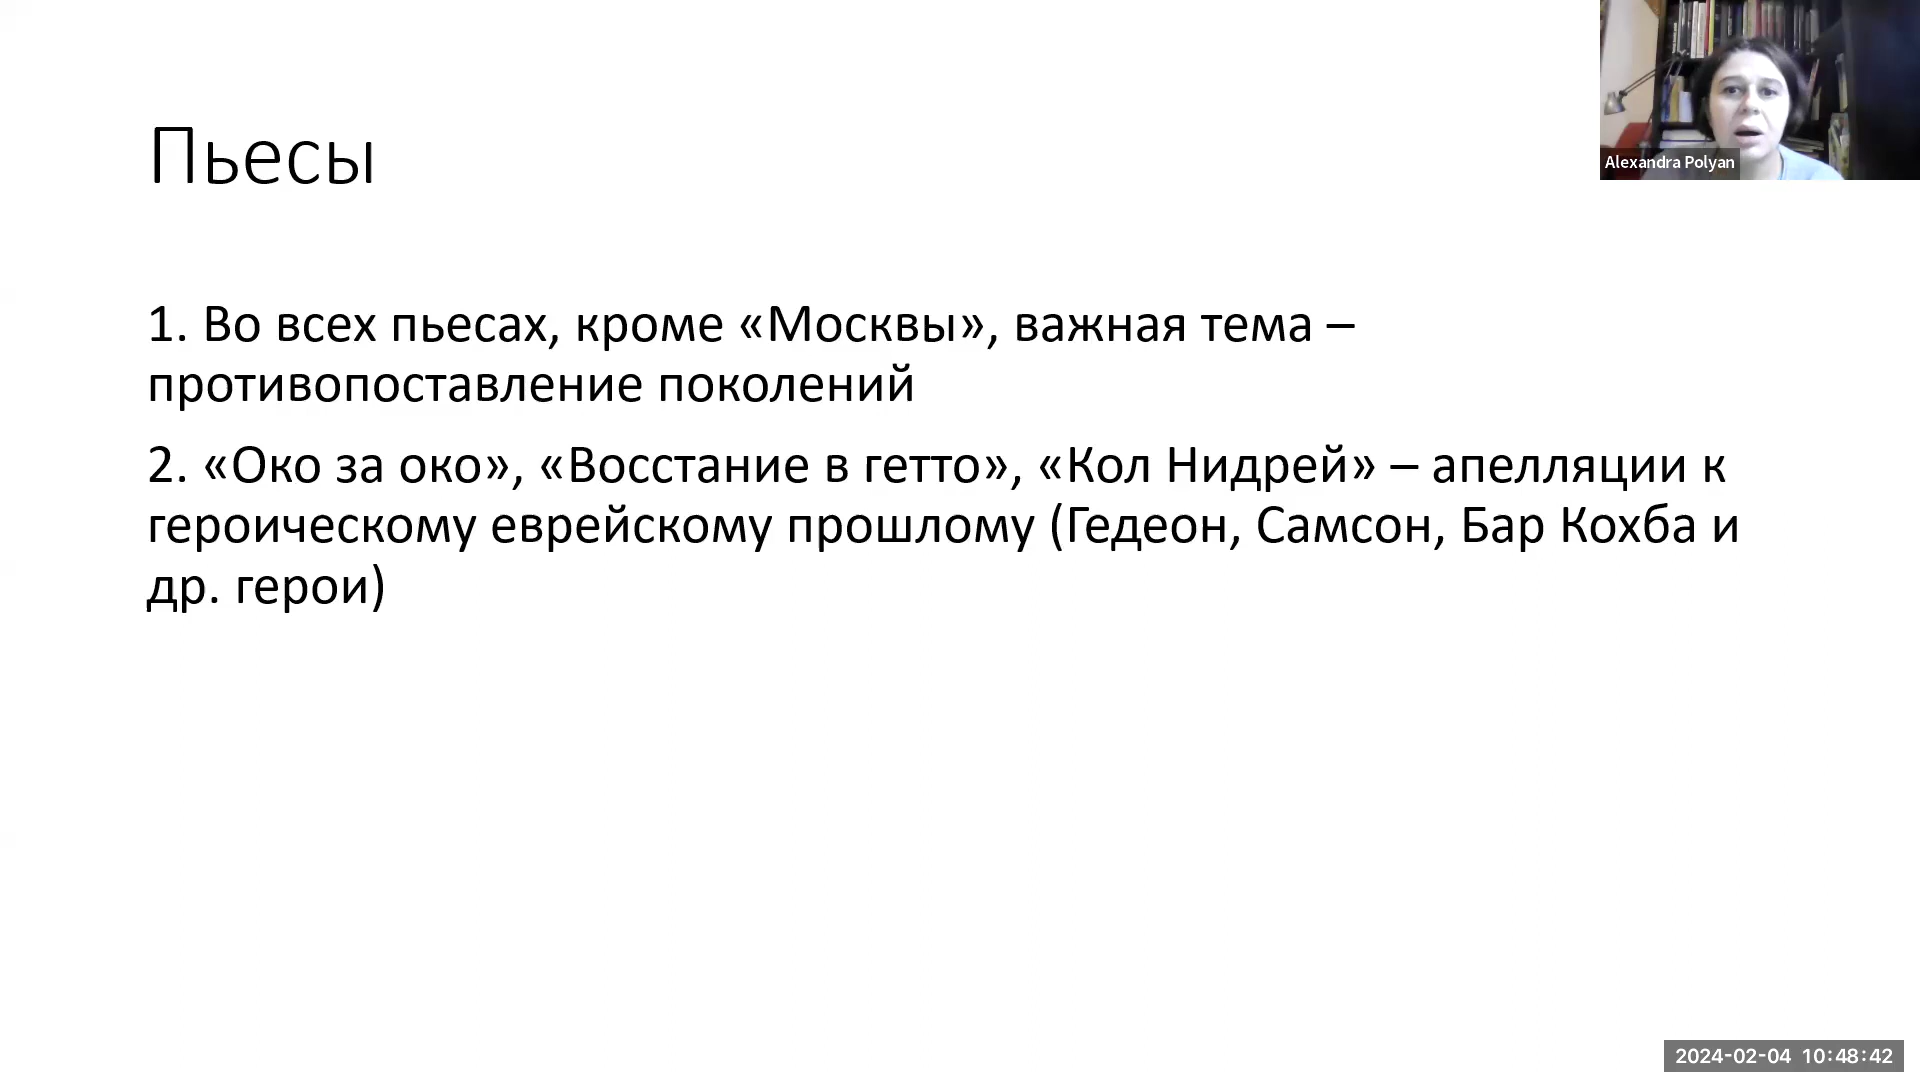 Пьесы
Alexandra Polyan
1. Во всех пьесах, кроме «Москвы», важная тема –
противопоставление поколений
2. «Око за око», «Восстание в гетто», «Кол Нидрей» – апелляции к
героическому еврейскому прошлому (Гедеон, Самсон, Бар Кохба и
др. герои)
2024-02-04 10:48:42